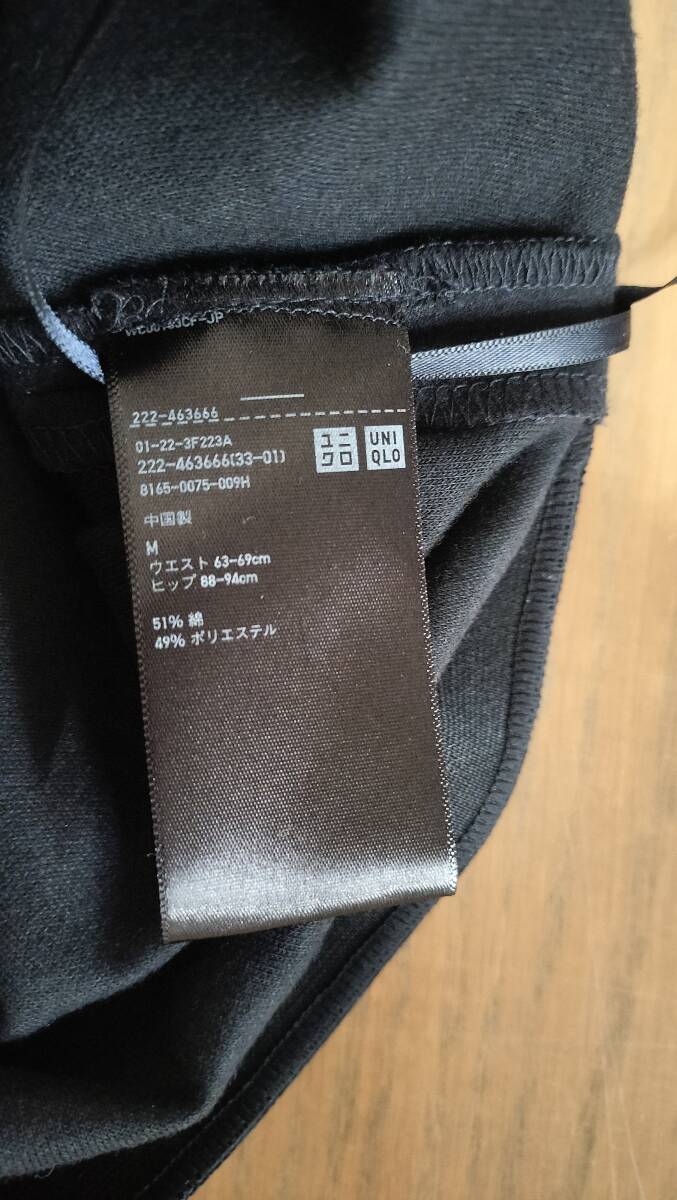 222-463666
01-22-3F223A
222-463666(33-01)
8165-0075-009H
ユニ
クロ
UNI
QLO
中国製
M
ウエスト 63-69cm
ヒップ 88-94cm
51% 綿
49% ポリエステル